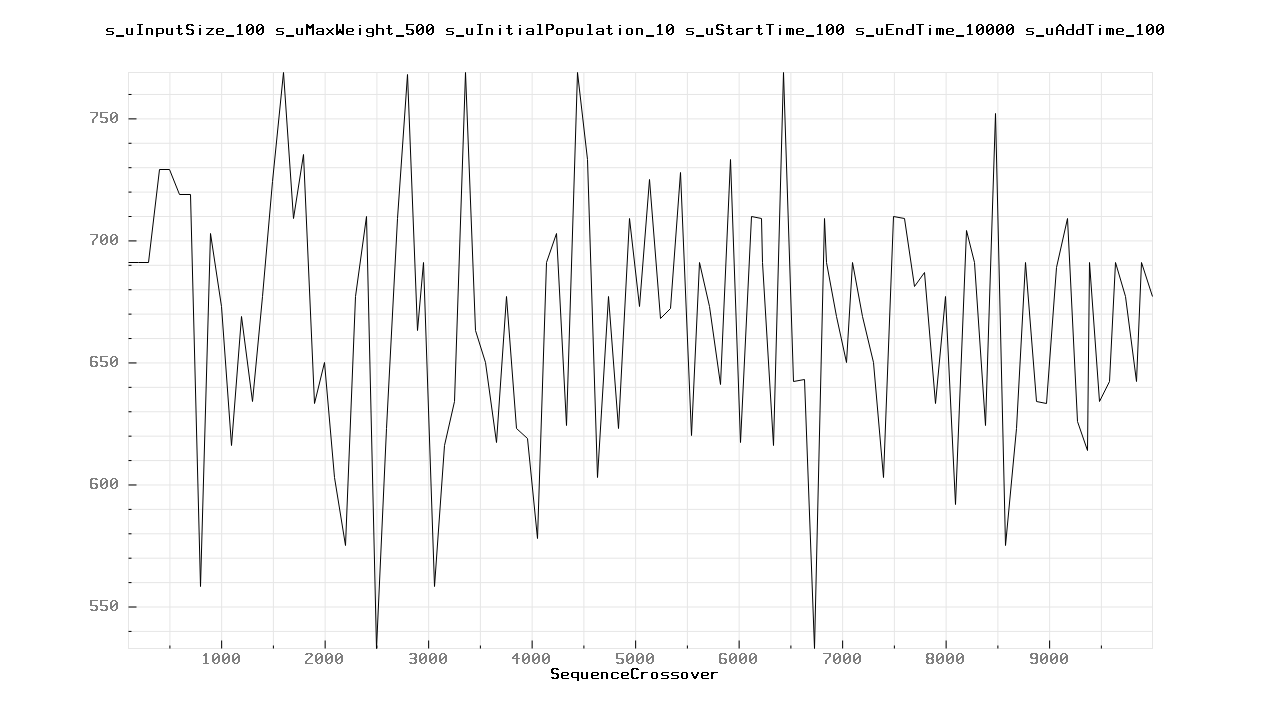 s_uInputSize_100 s_uMaxWeight_500 s_uInitialPopulation_10 s_uStartTime_100 s_uEndTime_10000 s_uAddTime_100
750
700
650
600
550
1000 2000 3000 4000 5000 6000 7000 8000 9000
SequenceCrossover